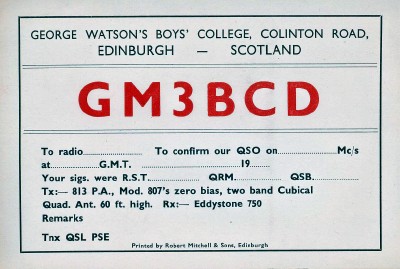 GEORGE WATSON'S BOYS' COLLEGE, COLINTON ROAD,
EDINBURGH — SCOTLAND
GM3BCD
To radio.................... To confirm our QSO on....................Mc/s
at................G.M.T. ................................19........
Your sigs. were R.S.T................ QRM............... QSB...............
Tx:— 813 P.A., Mod. 807's zero bias, two band Cubical
Quad. Ant. 60 ft. high. Rx:— Eddystone 750
Remarks
Tnx QSL PSE
Printed by Robert Mitchell & Sons, Edinburgh